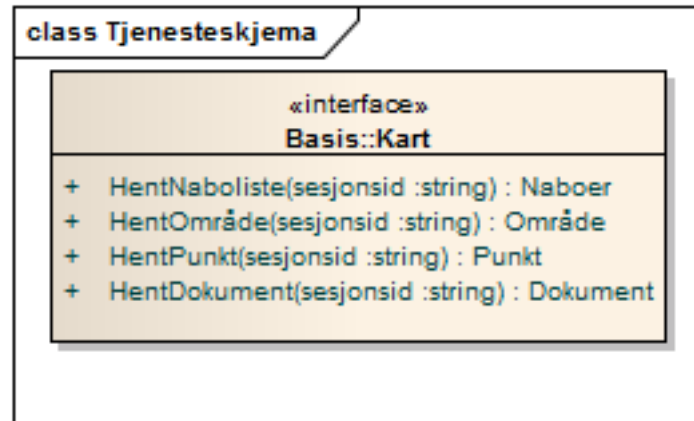 class Tjenesteskjema
«interface»
Basis::Kart
+ HentNaboliste(sesjonsid :string) : Naboer
+ HentOmråde(sesjonsid :string) : Område
+ HentPunkt(sesjonsid :string) : Punkt
+ HentDokument(sesjonsid :string) : Dokument